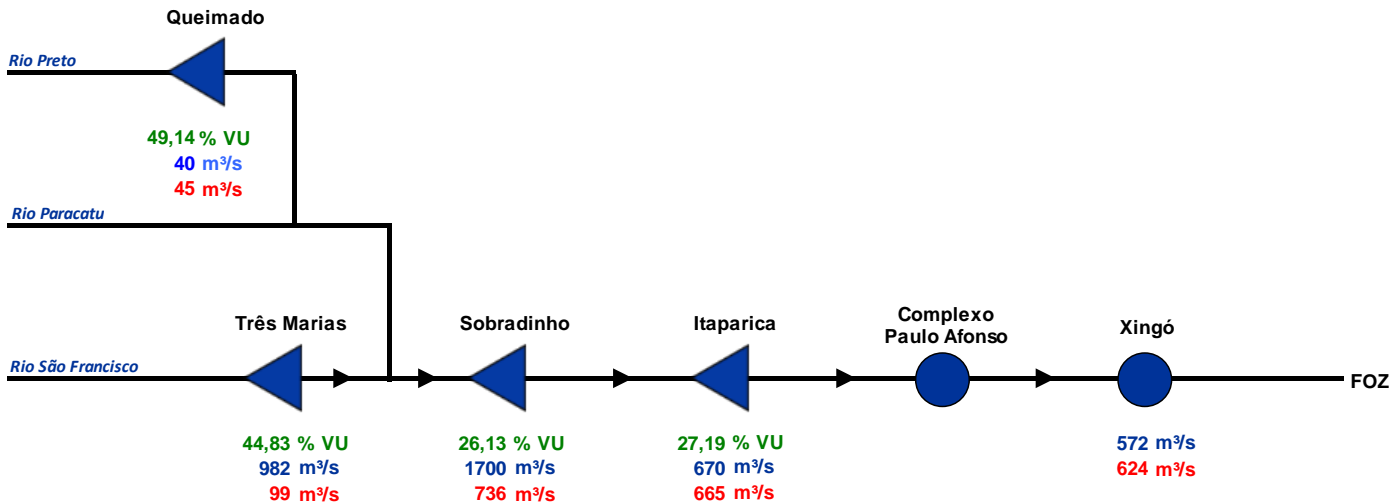 Queimado
Rio Preto
49,14 % VU
40 m³/s
45 m³/s
Rio Paracatu
Três Marias
Sobradinho
Itaparica
Complexo
Paulo Afonso
Xingó
Rio São Francisco
FOZ
44,83 % VU
982 m³/s
99 m³/s
26,13 % VU
1700 m³/s
736 m³/s
27,19 % VU
670 m³/s
665 m³/s
572 m³/s
624 m³/s